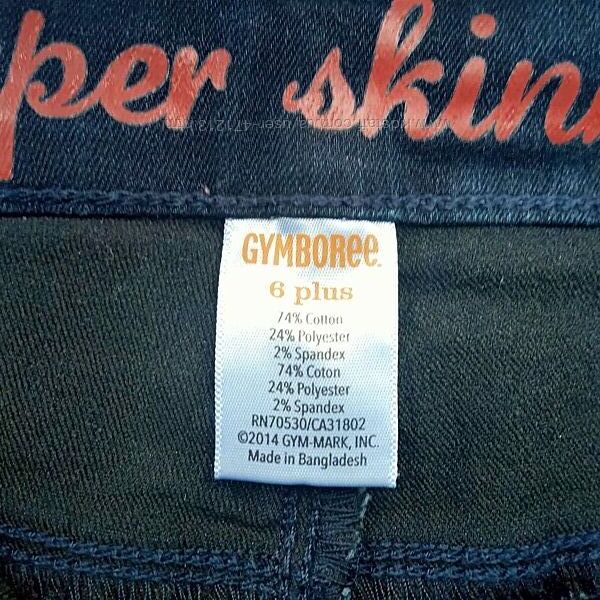 per skin
GYMBOREE
6 plus
74% Cotton
24% Polyester
2% Spandex
74% Coton
24% Polyester
2% Spandex
RN70530/CA31802
©2014 GYM-MARK, INC.
Made in Bangladesh